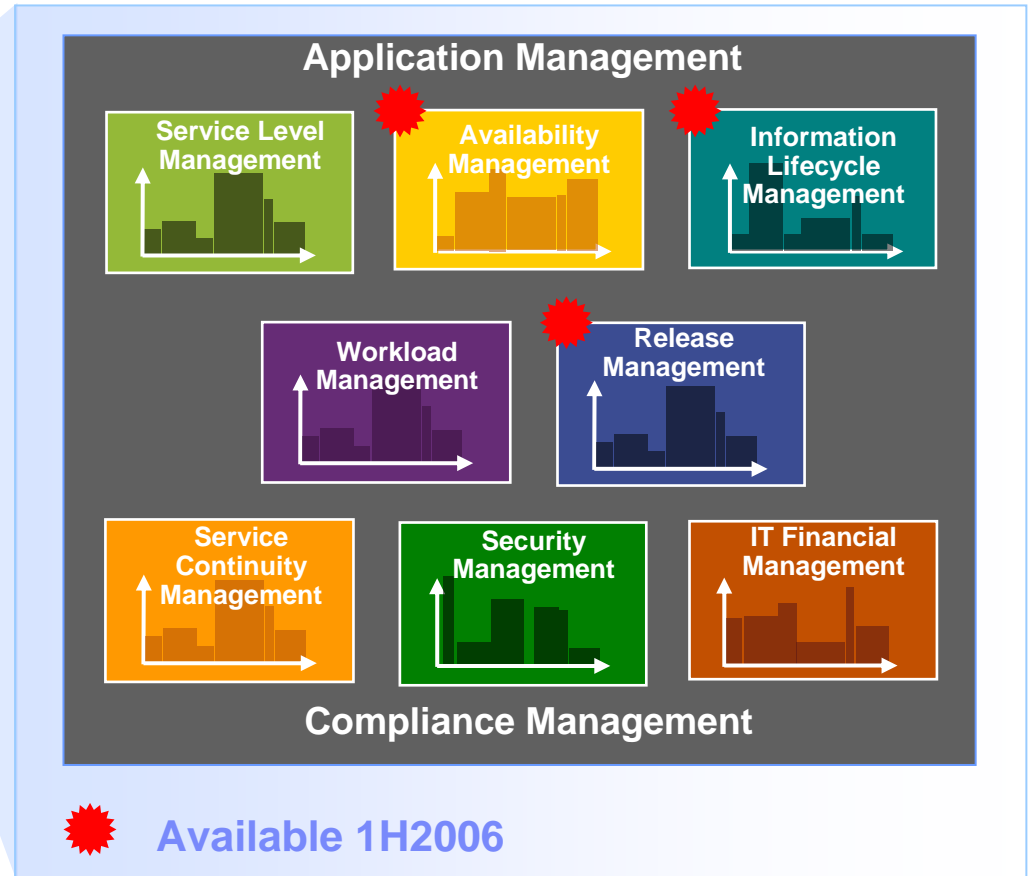 Application Management
Service Level
Management
Availability
Management
Information
Lifecycle
Management
Workload
Management
Release
Management
Service
Continuity
Management
Security
Management
IT Financial
Management
Compliance Management
Available 1H2006